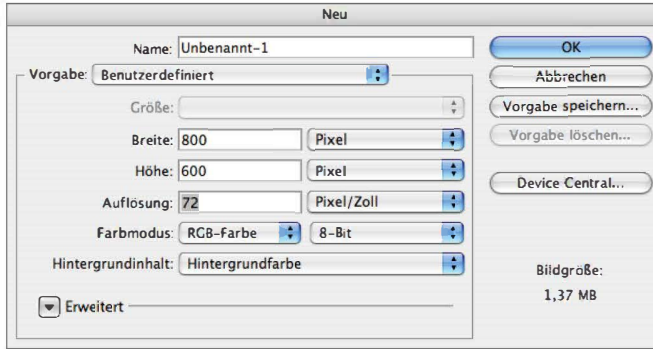 Neu
Name: Unbenannt-1
OK
Vorgabe: Benutzerdefiniert
Abbrechen
Größe:
Vorgabe speichern...
Breite: 800 Pixel
Vorgabe löschen...
Höhe: 600 Pixel
Device Central...
Auflösung: 72 Pixel/Zoll
Farbmodus: RGB-Farbe 8-Bit
Hintergrundinhalt: Hintergrundfarbe
Bildgröße:
1,37 MB
Erweitert